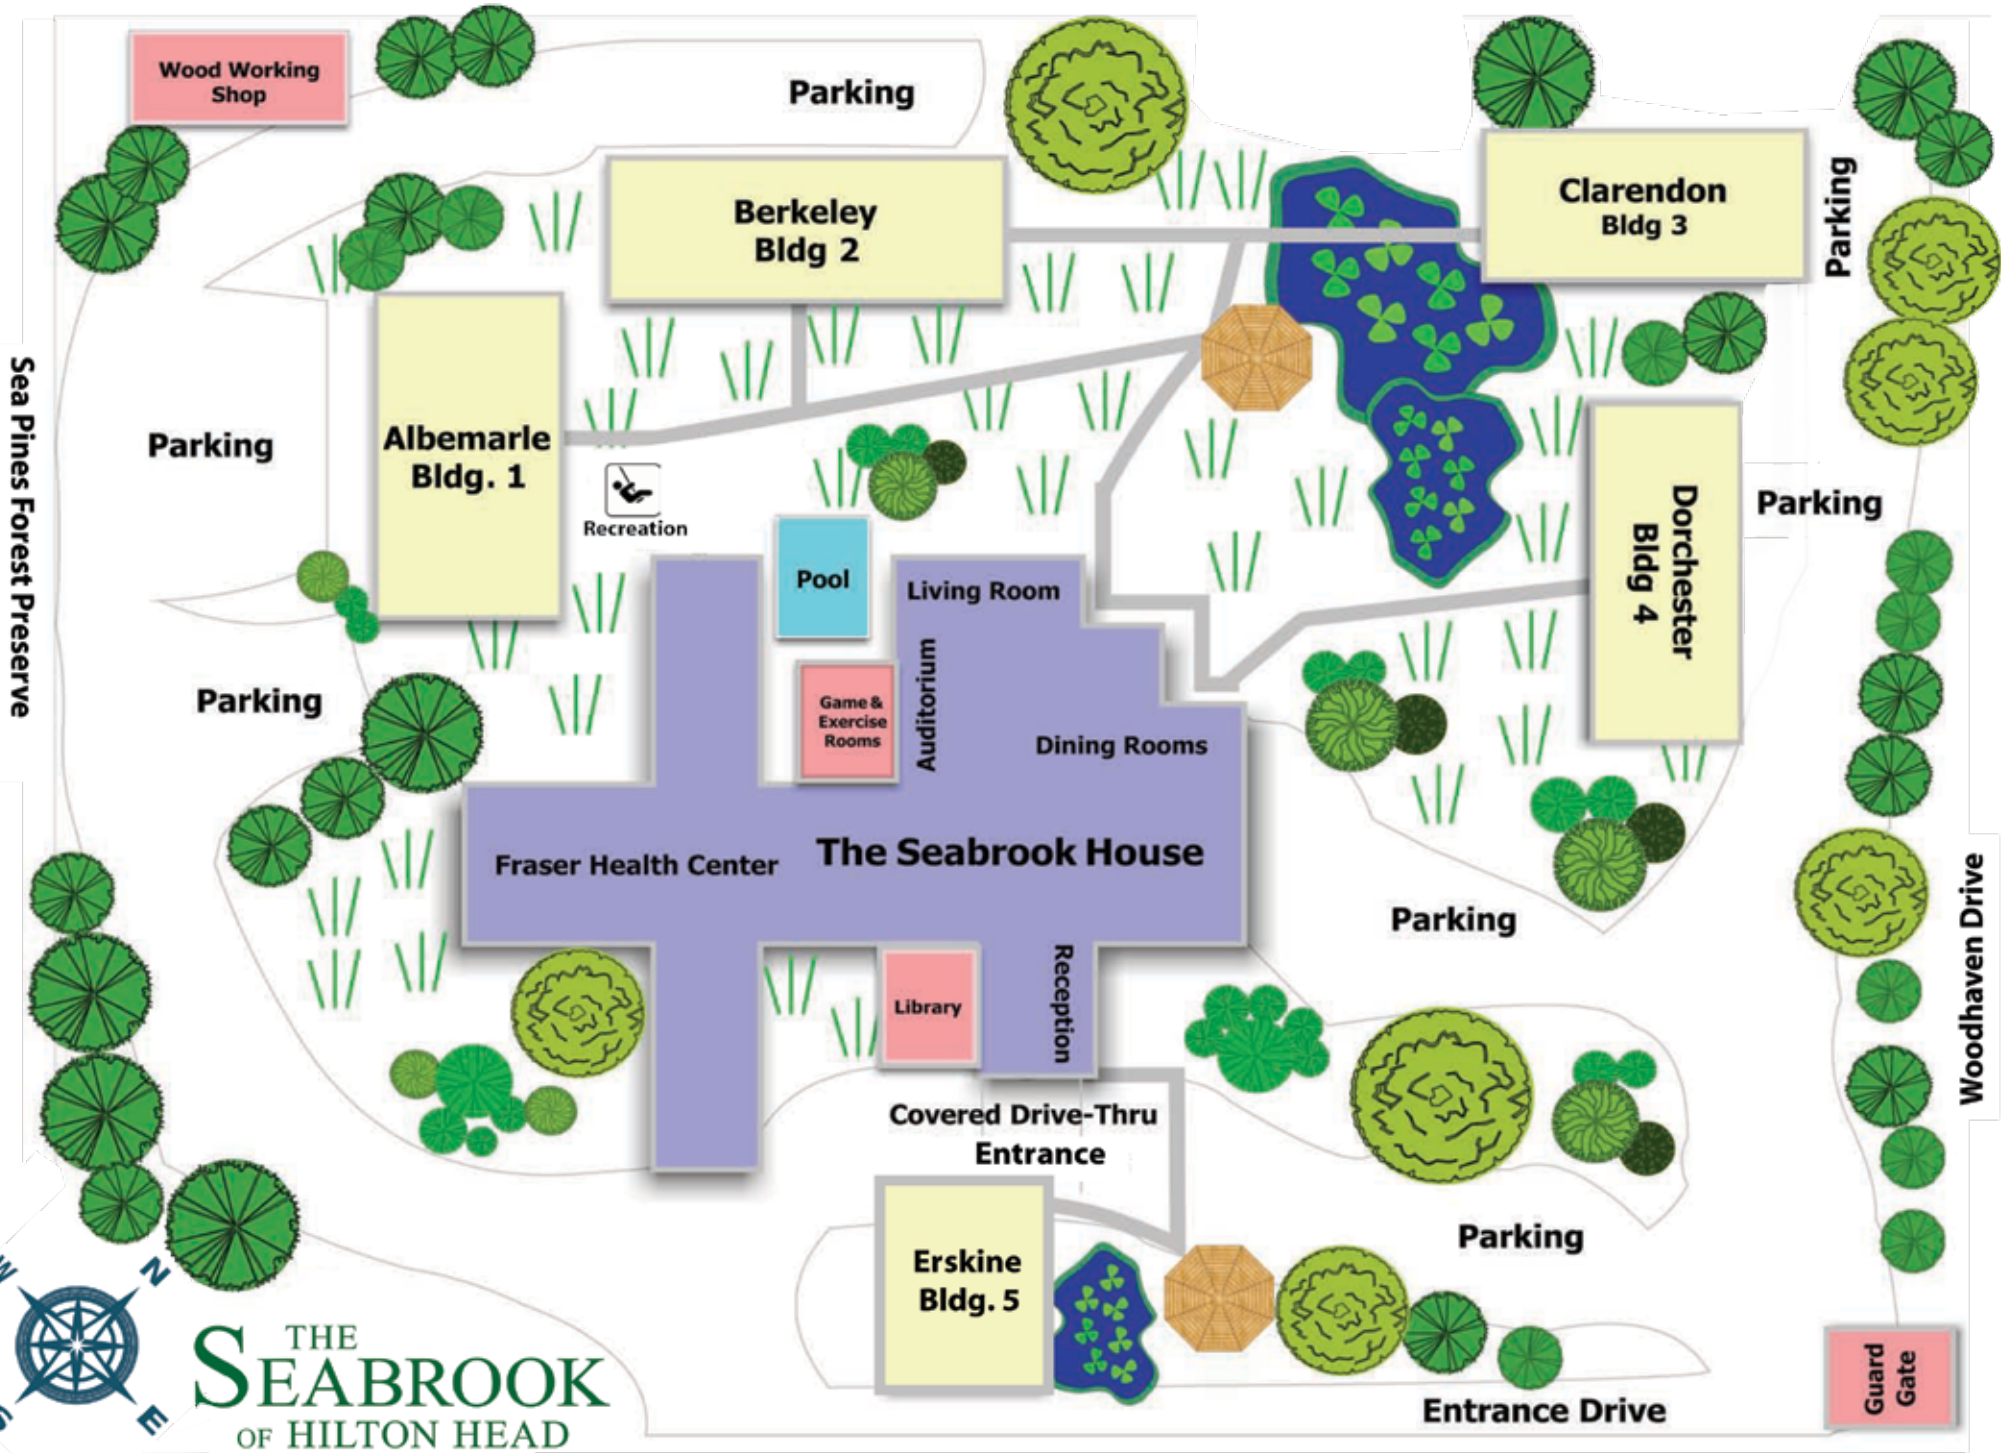 Wood Working
Shop
Parking
Berkeley
Bldg 2
Clarendon
Bldg 3
Parking
Sea Pines Forest Preserve
Parking
Albemarle
Bldg. 1
Recreation
Pool
Living Room
Dorchester
Bldg 4
Parking
Parking
Game &
Exercise
Rooms
Auditorium
Dining Rooms
Fraser Health Center
The Seabrook House
Parking
Woodhaven Drive
Library
Reception
Covered Drive-Thru
Entrance
Erskine
Bldg. 5
Parking
Entrance Drive
Guard
Gate
W
N
S
E
THE
SEABROOK
OF HILTON HEAD